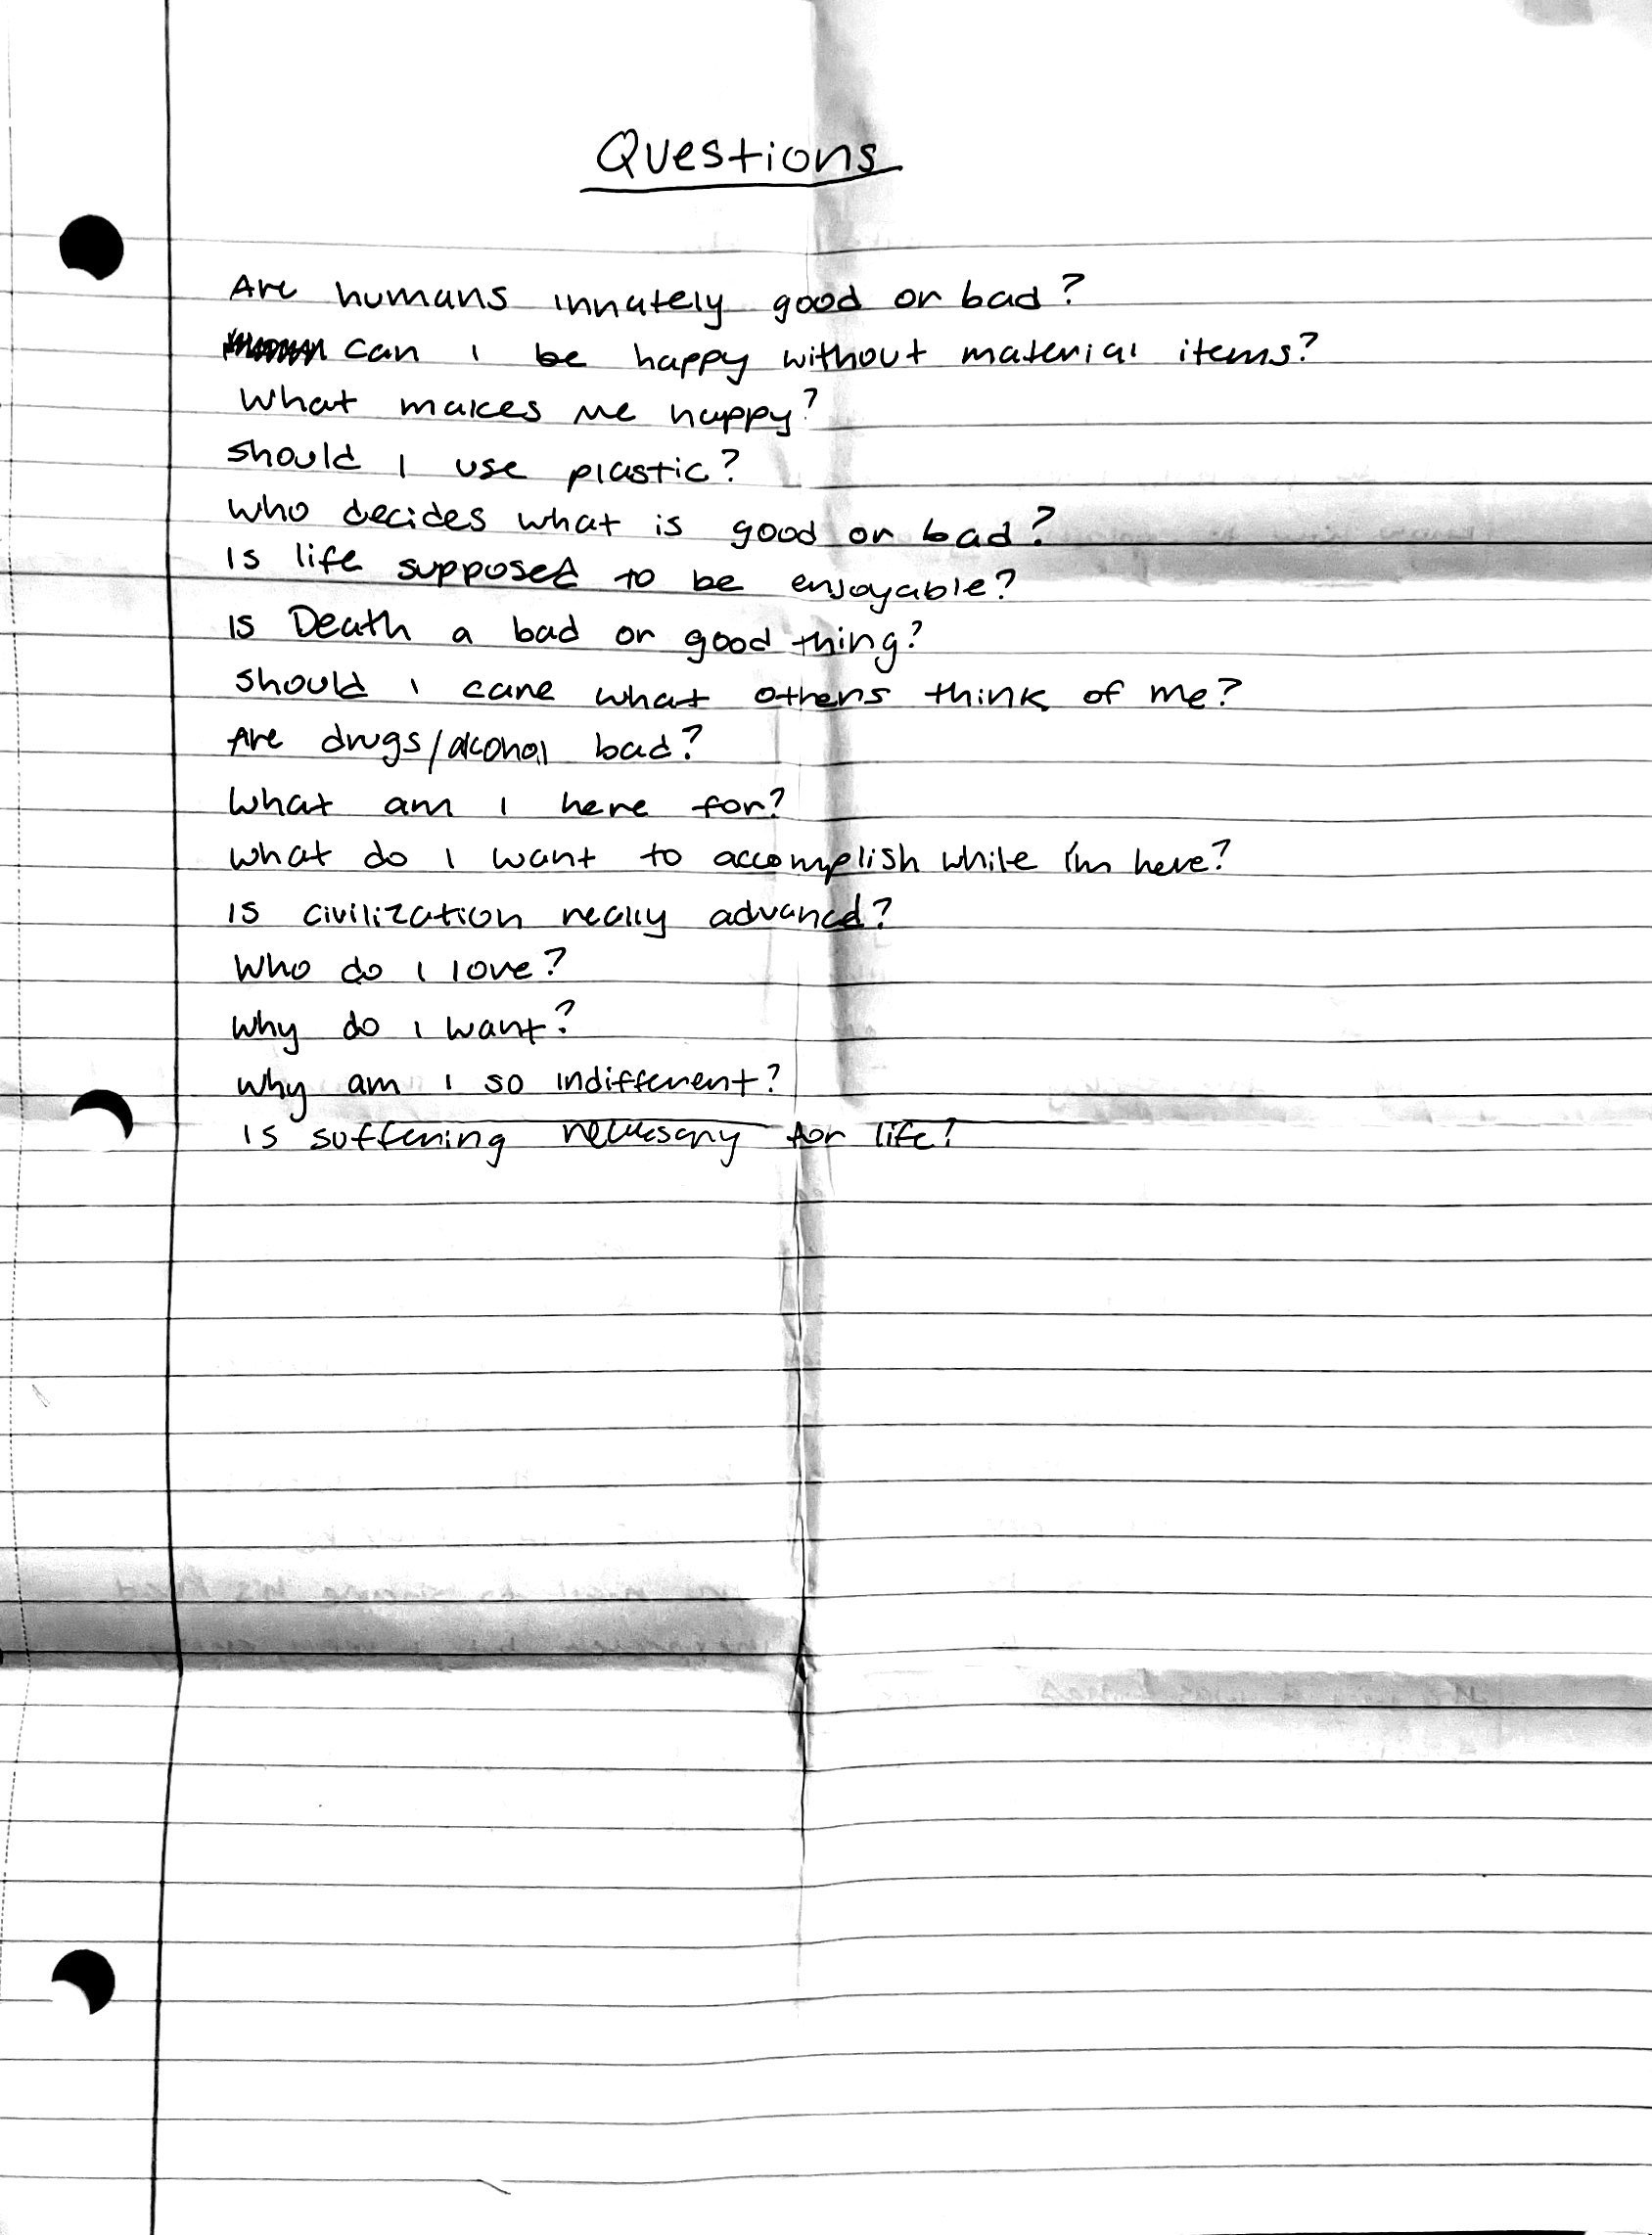 Questions
Are humans innately good or bad?
can I be happy without material items?
What makes me happy?
should I use plastic?
who decides what is good or bad?
Is life supposed to be enjoyable?
Is Death a bad or good thing?
should I care what others think of me?
Are drugs/alcohol bad?
What am I here for?
what do I want to accomplish while I'm here?
Is civilization really advanced?
Who do I love?
why do I want?
why am I so indifferent?
Is suffering necessary for life?